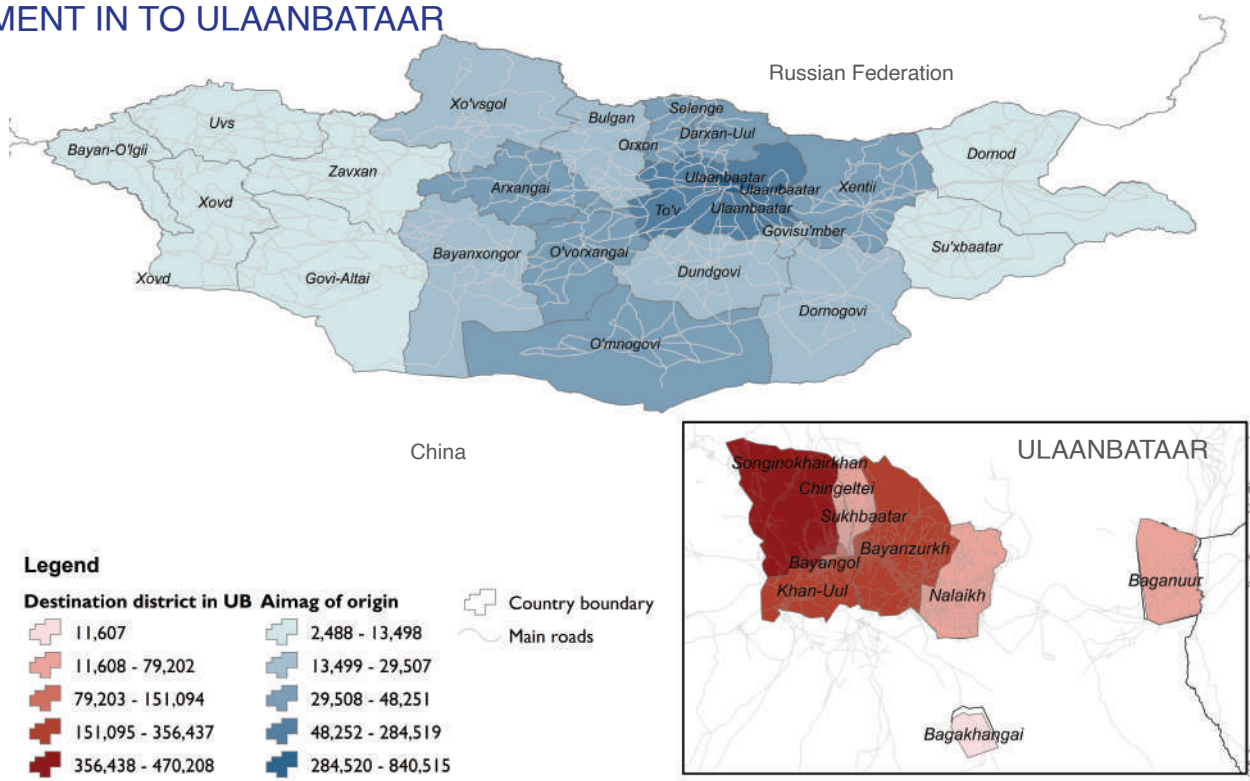 MENT IN TO ULAANBATAAR
Russian Federation
Xo'vsgol
Bulgan
Selenge
Darxan-Uul
Orxon
Uvs
Bayan-O'lgii
Zavxan
Dornod
Ulaanbaatar
Ulaanbaatar
Xentii
Arxangai
Xovd
To'v
Ulaanbaatar
Govisu'mber
Su'xbaatar
Bayanxongor
O'vorxangai
Dundgovi
Xovd
Govi-Altai
Dornogovi
O'mnogovi
China
ULAANBATAAR
Songinokhairkhan
Chingeltei
Sukhbaatar
Bayanzurkh
Bayangol
Khan-Uul
Nalaikh
Baganuur
Bagakhangai
Legend
Destination district in UB
11,607
11,608 - 79,202
79,203 - 151,094
151,095 - 356,437
356,438 - 470,208
Aimag of origin
2,488 - 13,498
13,499 - 29,507
29,508 - 48,251
48,252 - 284,519
284,520 - 840,515
Country boundary
Main roads